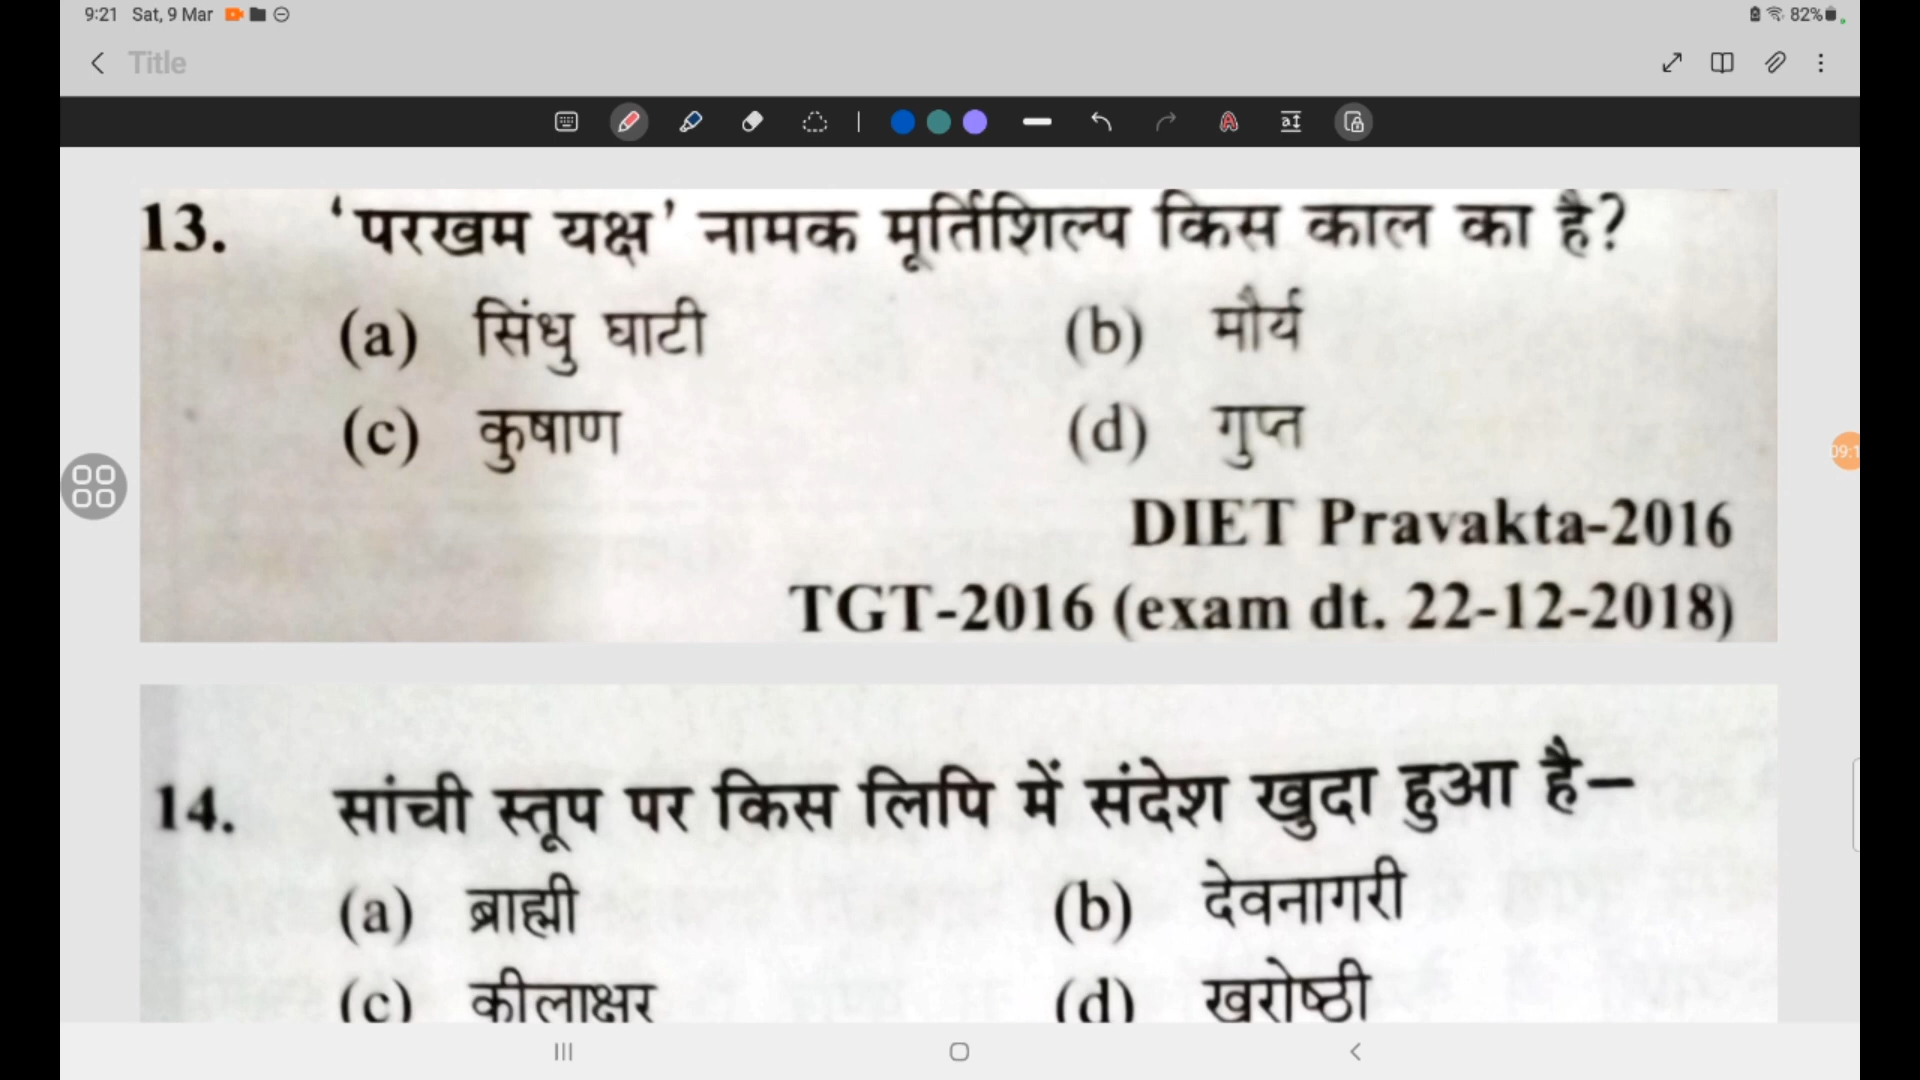 9:21 Sat, 9 Mar
82%
Title
13. 'परखम यक्ष' नामक मूर्तिशिल्प किस काल का है?
(a) सिंधु घाटी (b) मौर्य
(c) कुषाण (d) गुप्त
DIET Pravakta-2016
TGT-2016 (exam dt. 22-12-2018)
14. सांची स्तूप पर किस लिपि में संदेश खुदा हुआ है–
(a) ब्राह्मी (b) देवनागरी
(c) कीलाक्षर (d) खरोष्ठी